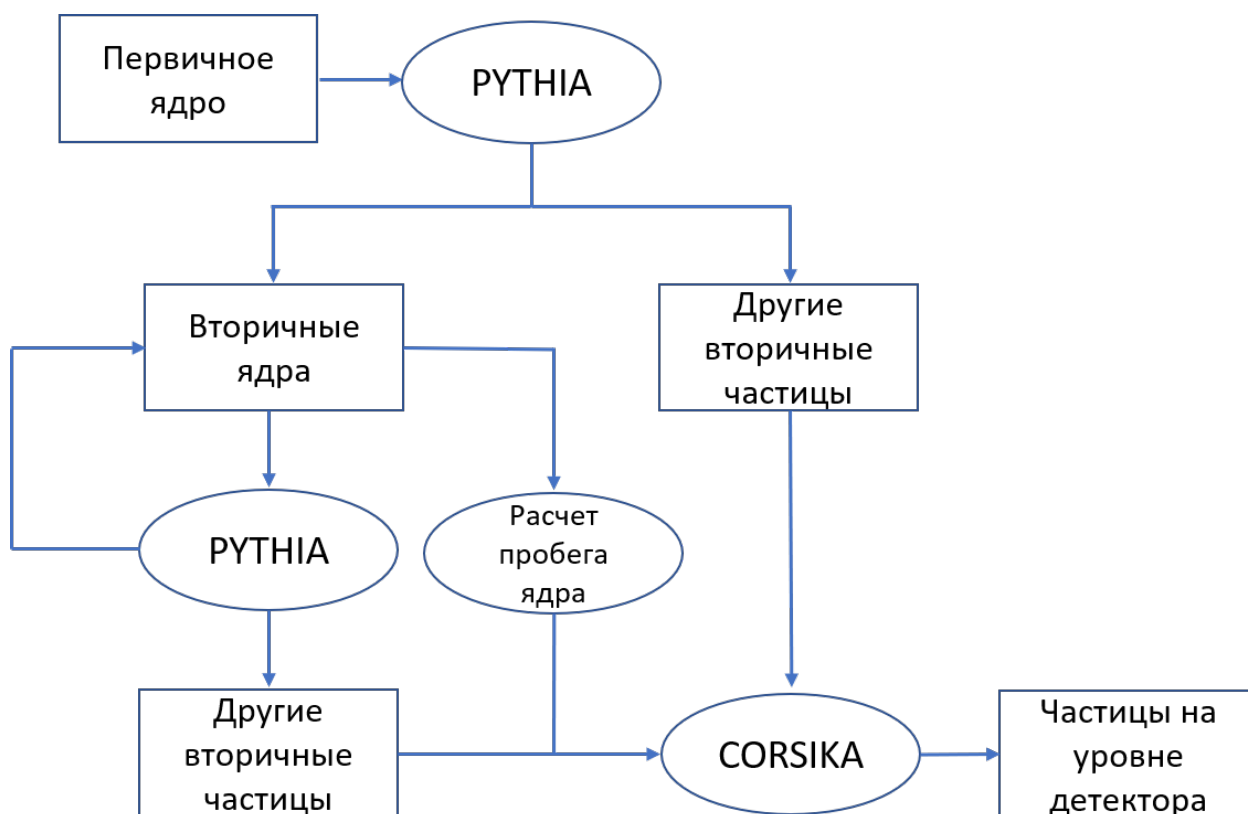 Первичное
ядро
PYTHIA
Вторичные
ядра
Другие
вторичные
частицы
PYTHIA
Расчет
пробега
ядра
Другие
вторичные
частицы
CORSIKA
Частицы на
уровне
детектора